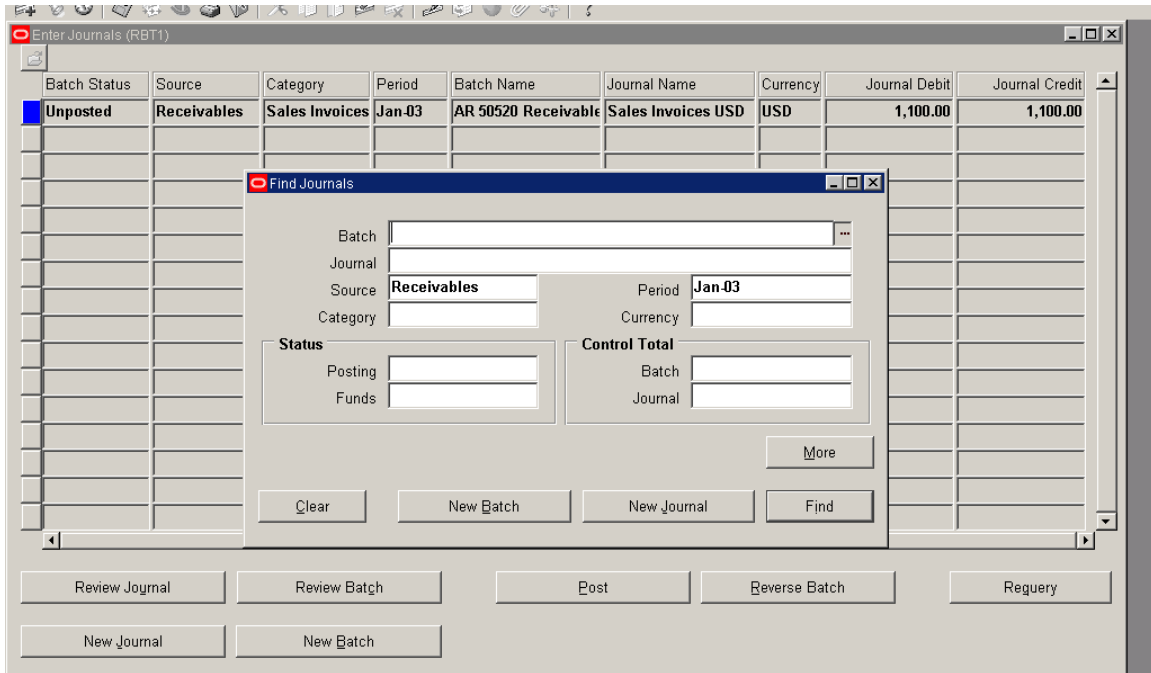 Enter Journals (RBT1)
Batch Status Source Category Period Batch Name Journal Name Currency Journal Debit Journal Credit
Unposted Receivables Sales Invoices Jan-03 AR 50520 Receivable Sales Invoices USD USD 1,100.00 1,100.00
Find Journals
Batch
Journal
Source Receivables Period Jan-03
Category Currency
Status Control Total
Posting Batch
Funds Journal
More
Clear New Batch New Journal Find
Review Journal Review Batch Post Reverse Batch Requery
New Journal New Batch